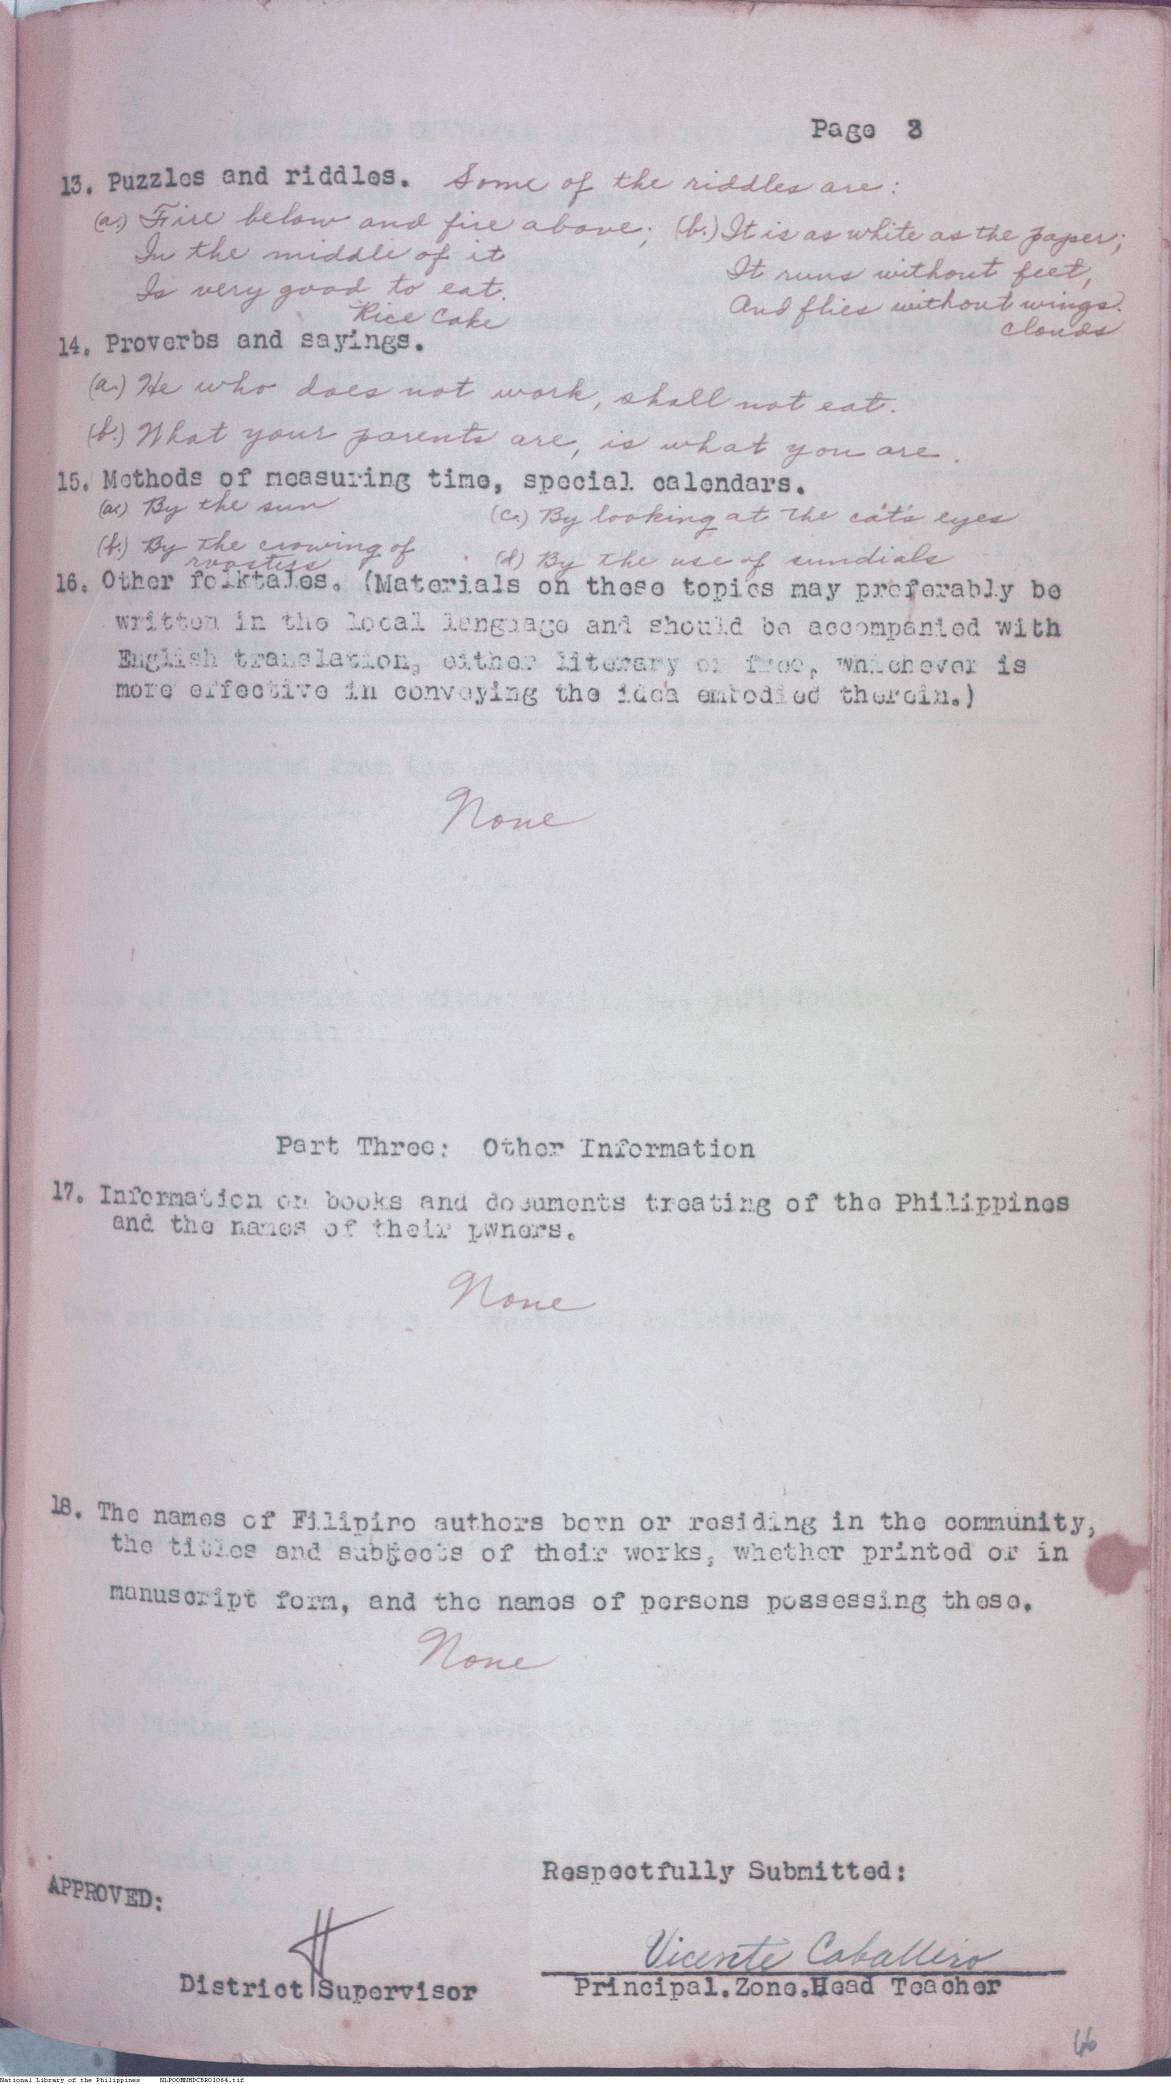 Page 3
13. Puzzles and riddles. Some of the riddles are:
(a.) Fire below and fire above;
In the middle of it
Is very good to eat.
Rice Cake
(b.) It is as white as the paper;
It runs without feet,
And flies without wings.
clouds
14. Proverbs and sayings.
(a.) He who does not work, shall not eat.
(b.) What your parents are, is what you are.
15. Methods of measuring time, special calendars.
(a.) By the sun
(b.) By the crowing of
roosters
(c.) By looking at the cat's eyes
(d) By the use of sundials
16. Other folktales. (Materials on these topics may preferably be
written in the local language and should be accompanied with
English translation, either literary or free, whichever is
more effective in conveying the idea embodied therein.)
None
Part Three: Other Information
17. Information on books and documents treating of the Philippines
and the names of their pwners.
None
18. The names of Filipino authors born or residing in the community,
the titles and subjects of their works, whether printed or in
manuscript form, and the names of persons possessing these.
None
Respectfully Submitted:
APPROVED:
Vicente Caballero
District Supervisor
Principal.Zone.Head Teacher
66
National Library of the Philippines NLPOOMNHDCBR01064.tif